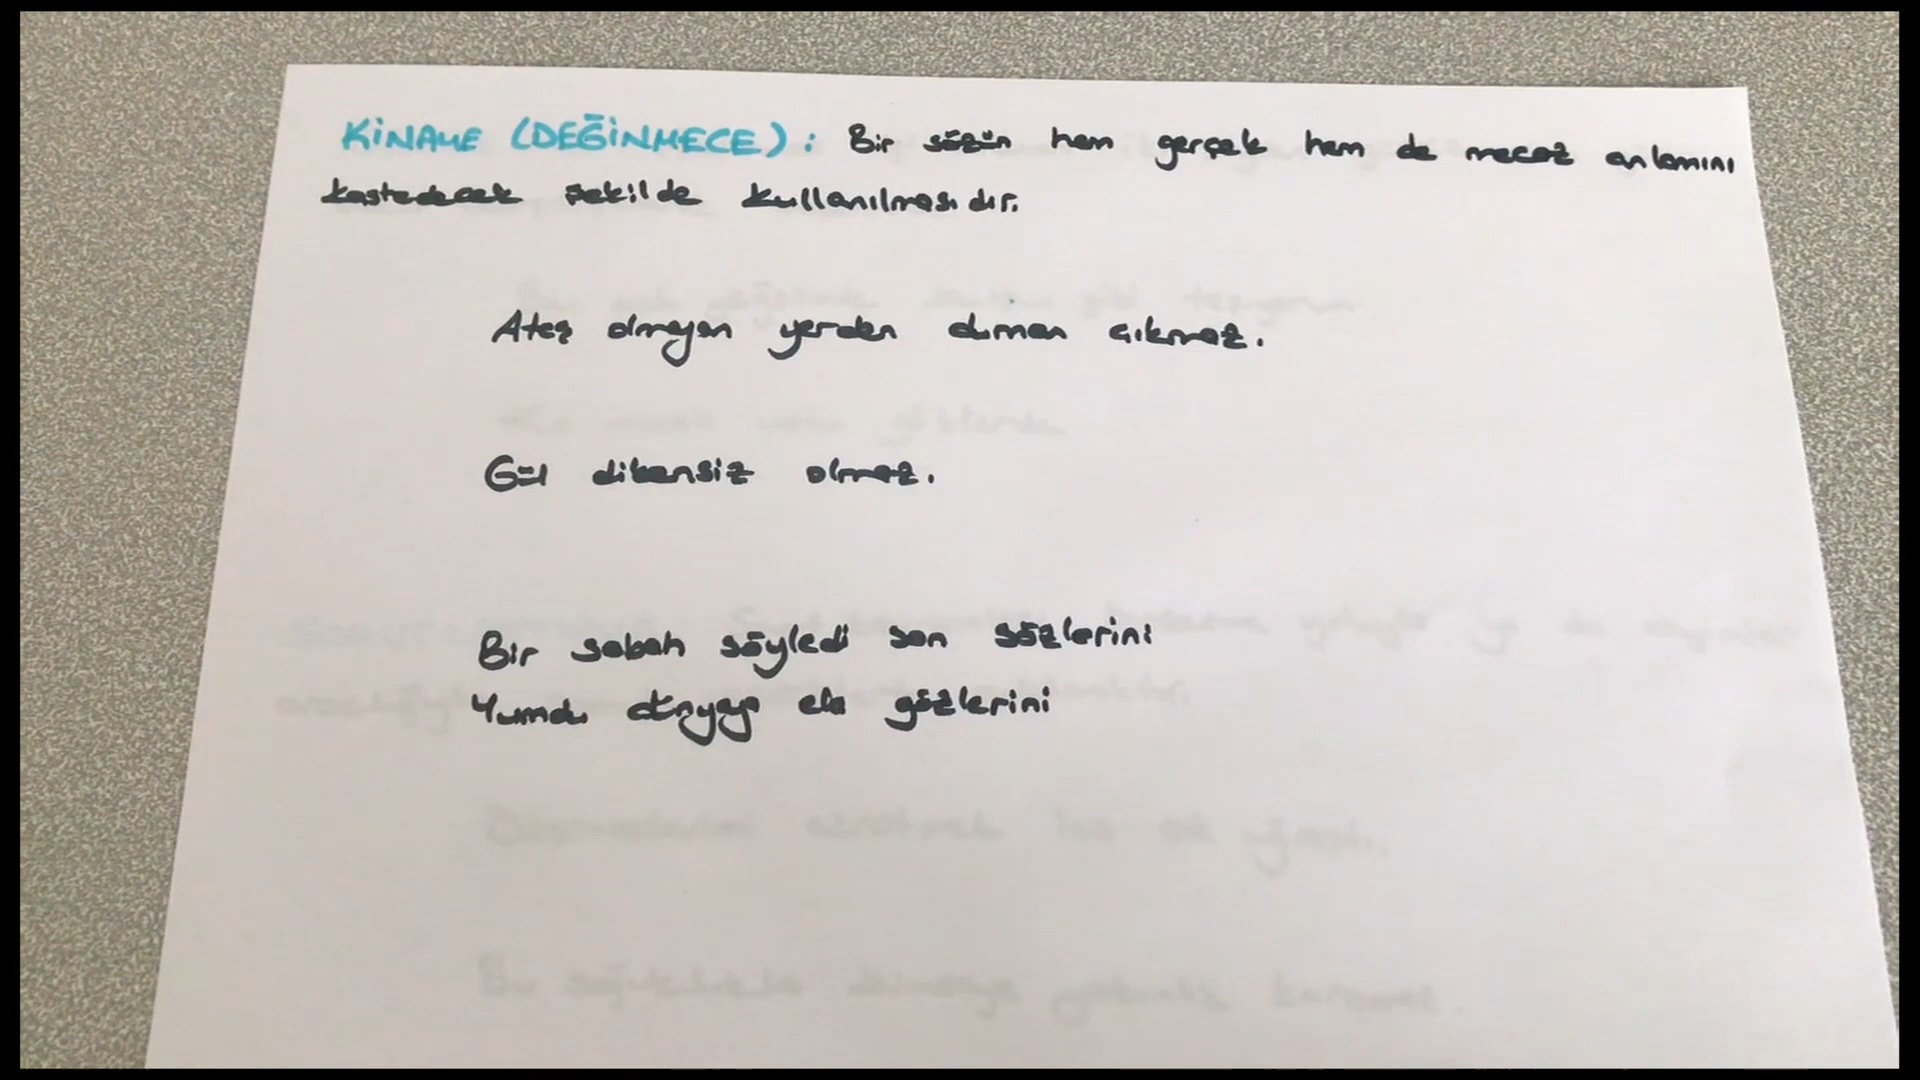 KİNAYE (DEĞİNMECE): Bir sözün hem gerçek hem de mecaz anlamını
kastedecek şekilde kullanılmasıdır.
Ateş olmayan yerden duman çıkmaz.
Gül dikensiz olmaz.
Bir sabah söyledi son sözlerini
Yumdu dünyaya ela gözlerini